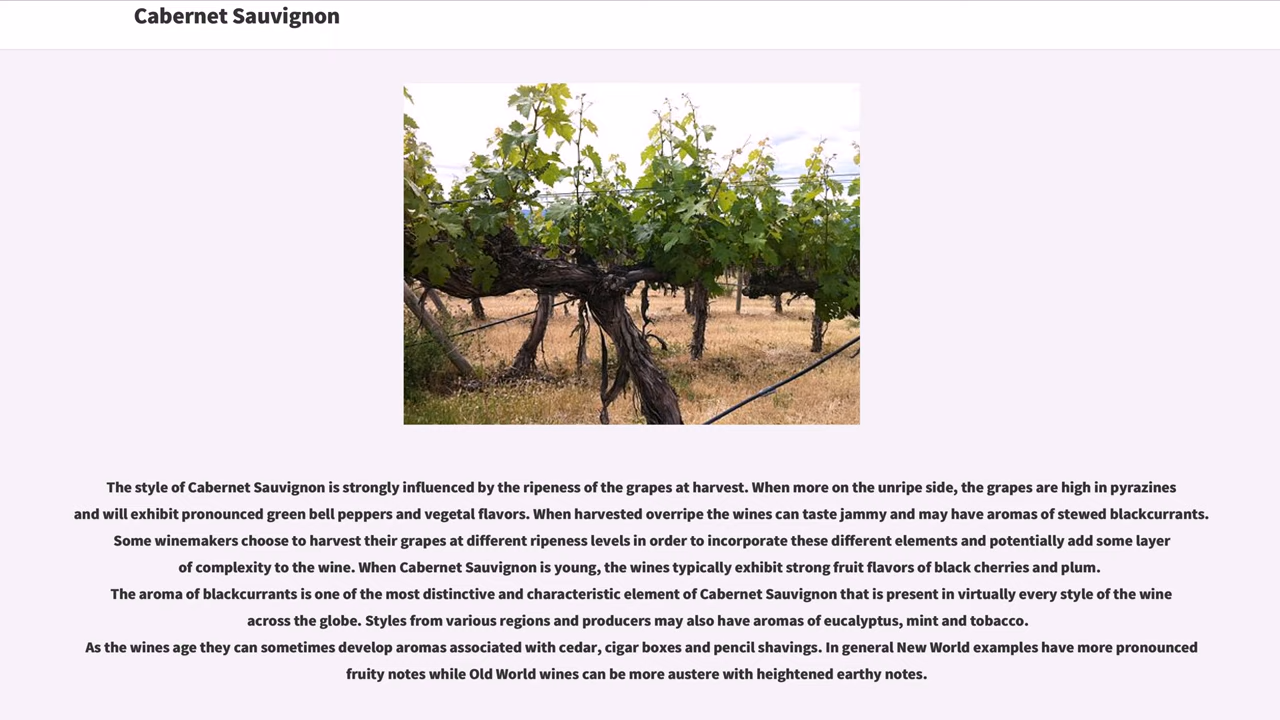 Cabernet Sauvignon
The style of Cabernet Sauvignon is strongly influenced by the ripeness of the grapes at harvest. When more on the unripe side, the grapes are high in pyrazines
and will exhibit pronounced green bell peppers and vegetal flavors. When harvested overripe the wines can taste jammy and may have aromas of stewed blackcurrants.
Some winemakers choose to harvest their grapes at different ripeness levels in order to incorporate these different elements and potentially add some layer
of complexity to the wine. When Cabernet Sauvignon is young, the wines typically exhibit strong fruit flavors of black cherries and plum.
The aroma of blackcurrants is one of the most distinctive and characteristic element of Cabernet Sauvignon that is present in virtually every style of the wine
across the globe. Styles from various regions and producers may also have aromas of eucalyptus, mint and tobacco.
As the wines age they can sometimes develop aromas associated with cedar, cigar boxes and pencil shavings. In general New World examples have more pronounced
fruity notes while Old World wines can be more austere with heightened earthy notes.